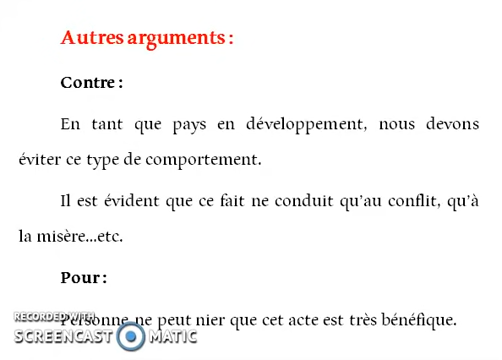 Autres arguments :
Contre :
En tant que pays en développement, nous devons
éviter ce type de comportement.
Il est évident que ce fait ne conduit qu'au conflit, qu'à
la misère...etc.
Pour :
Personne ne peut nier que cet acte est très bénéfique.
RECORDED WITH
SCREENCAST MATIC